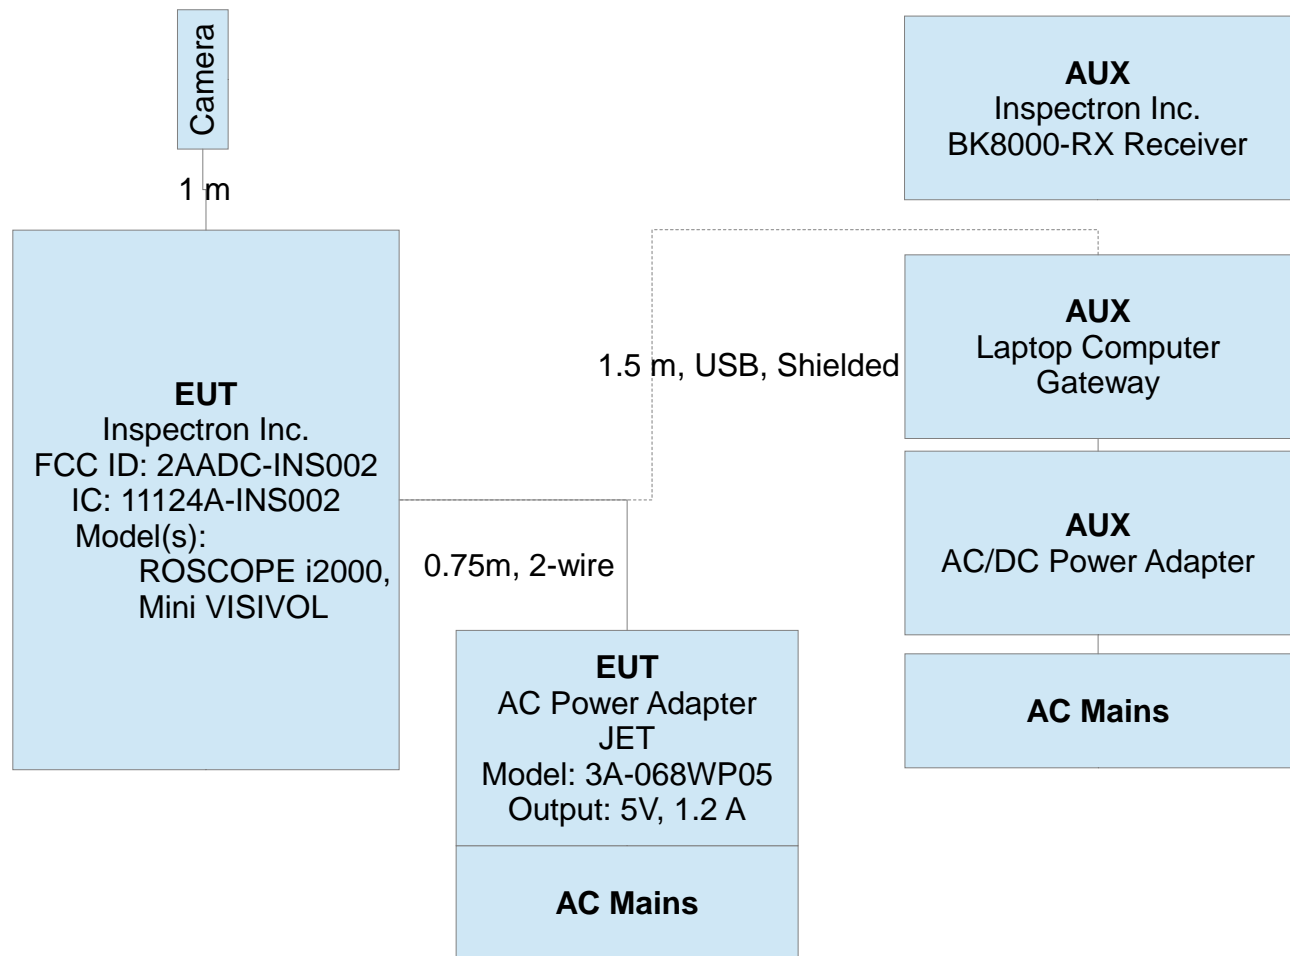 Camera
1 m
AUX
Inspectron Inc.
BK8000-RX Receiver
EUT
Inspectron Inc.
FCC ID: 2AADC-INS002
IC: 11124A-INS002
Model(s):
ROSCOPE i2000,
Mini VISIVOL
1.5 m, USB, Shielded
AUX
Laptop Computer
Gateway
0.75m, 2-wire
AUX
AC/DC Power Adapter
EUT
AC Power Adapter
JET
Model: 3A-068WP05
Output: 5V, 1.2 A
AC Mains
AC Mains